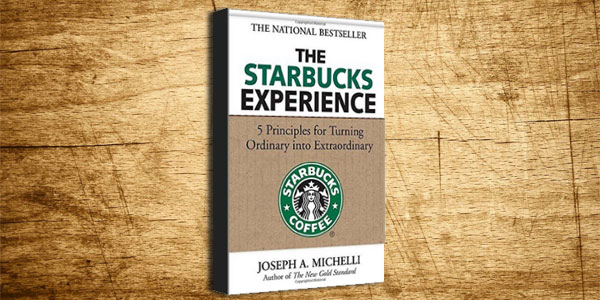 THE NATIONAL BESTSELLER
THE
STARBUCKS
EXPERIENCE
5 Principles for Turning
Ordinary into Extraordinary
STARBUCKS
COFFEE
®
JOSEPH A. MICHELLI
Author of The New Gold Standard